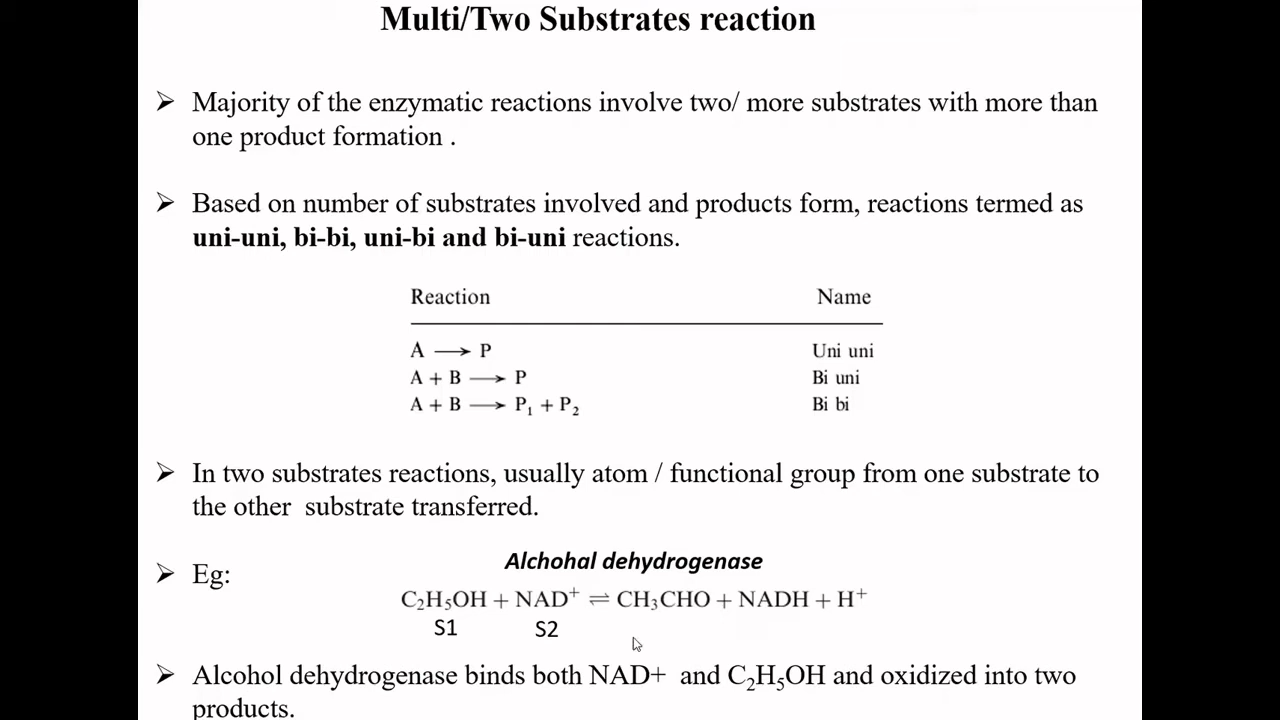 Multi/Two Substrates reaction
➢ Majority of the enzymatic reactions involve two/ more substrates with more than
one product formation .
➢ Based on number of substrates involved and products form, reactions termed as
uni-uni, bi-bi, uni-bi and bi-uni reactions.
Reaction Name
A ⟶ P Uni uni
A + B ⟶ P Bi uni
A + B ⟶ P₁ + P₂ Bi bi
➢ In two substrates reactions, usually atom / functional group from one substrate to
the other substrate transferred.
Alchohal dehydrogenase
➢ Eg:
C₂H₅OH + NAD⁺ ⇌ CH₃CHO + NADH + H⁺
S1 S2
➢ Alcohol dehydrogenase binds both NAD+ and C₂H₅OH and oxidized into two
products.